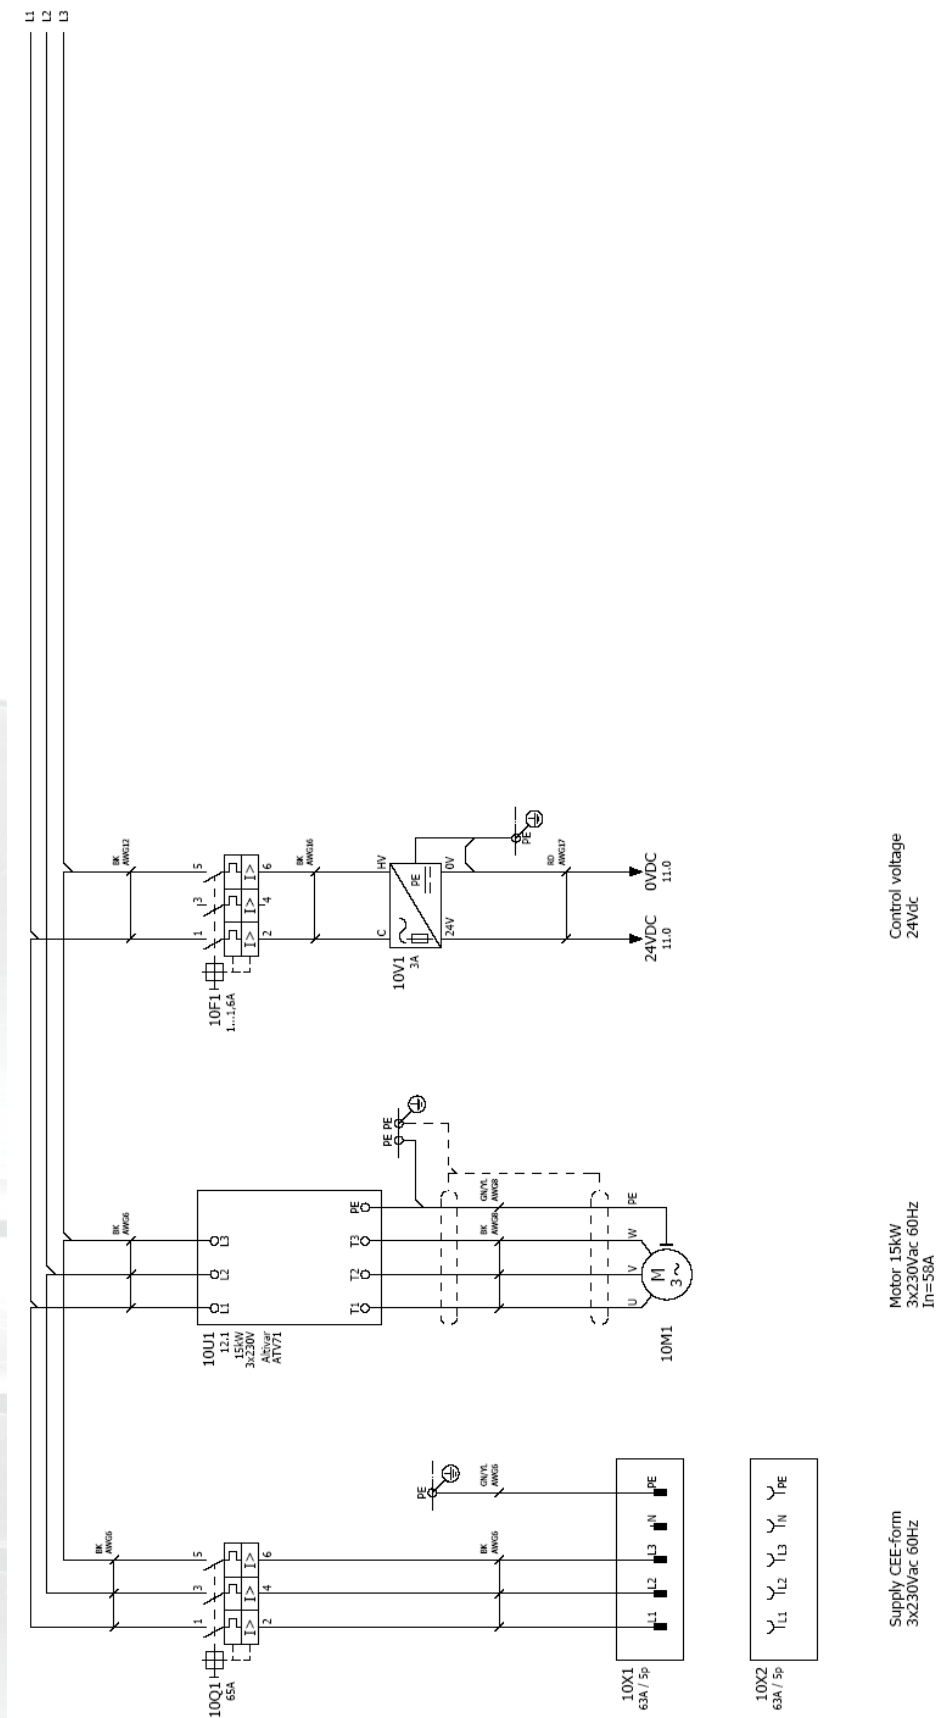 L1
L2
L3
BK
AWG6
1
3
5
10Q1
65A
I>
I>
I>
2
4
6
PE
BK
AWG6
GN/YL
AWG6
10X1
63A / 5p
L1
L2
L3
N
PE
10X2
63A / 5p
L1
L2
L3
N
PE
Supply CEE-form
3x230Vac 60Hz
BK
AWG6
10U1
12.1
15kW
3x230V
Altivar
ATV71
L1
L2
L3
T1
T2
T3
PE
PE
PE
BK
AWG8
GN/YL
AWG8
U
V
W
PE
10M1
M
3~
Motor 15kW
3x230Vac 60Hz
In=58A
BK
AWG12
1
3
5
10F1
1...1,6A
I>
I>
I>
2
4
6
BK
AWG16
C
HV
10V1
3A
PE
24V
0V
PE
RD
AWG17
24VDC
11.0
0VDC
11.0
Control voltage
24Vdc